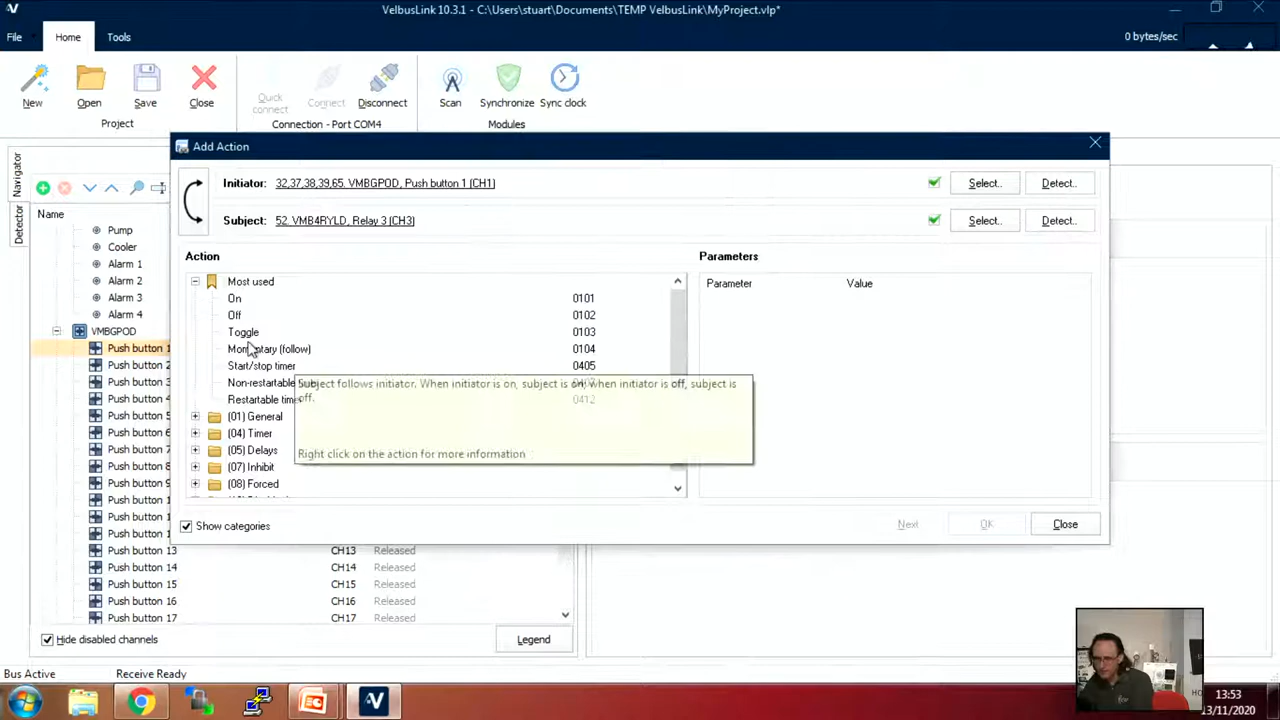 VelbusLink 10.3.1 - C:\Users\stuart\Documents\TEMP VelbusLink\MyProject.vlp*
File
Home
Tools
0 bytes/sec
New
Open
Save
Close
Quick connect
Connect
Disconnect
Scan
Synchronize
Sync clock
Project
Connection - Port COM4
Modules
Navigator
Detector
Name
Pump
Cooler
Alarm 1
Alarm 2
Alarm 3
Alarm 4
VMBGPOD
Push button 1
Push button 2
Push button 3
Push button 4
Push button 5
Push button 6
Push button 7
Push button 8
Push button 9
Push button 1
Push button 1
Push button 1
Push button 13 CH13 Released
Push button 14 CH14 Released
Push button 15 CH15 Released
Push button 16 CH16 Released
Push button 17 CH17 Released
Hide disabled channels
Legend
Add Action
Initiator: 32,37,38,39,65. VMBGPOD, Push button 1 (CH1) Select.. Detect..
Subject: 52. VMB4RYLD, Relay 3 (CH3) Select.. Detect..
Action
Most used
On 0101
Off 0102
Toggle 0103
Momentary (follow) 0104
Start/stop timer 0405
Non-restartable
Restartable 0412
(01) General
(04) Timer
(05) Delays
(07) Inhibit
(08) Forced
Subject follows initiator. When initiator is on, subject is on; when initiator is off, subject is
off.
Right click on the action for more information
Parameters
Parameter Value
Show categories
Next
OK
Close
Bus Active Receive Ready
13:53
13/11/2020